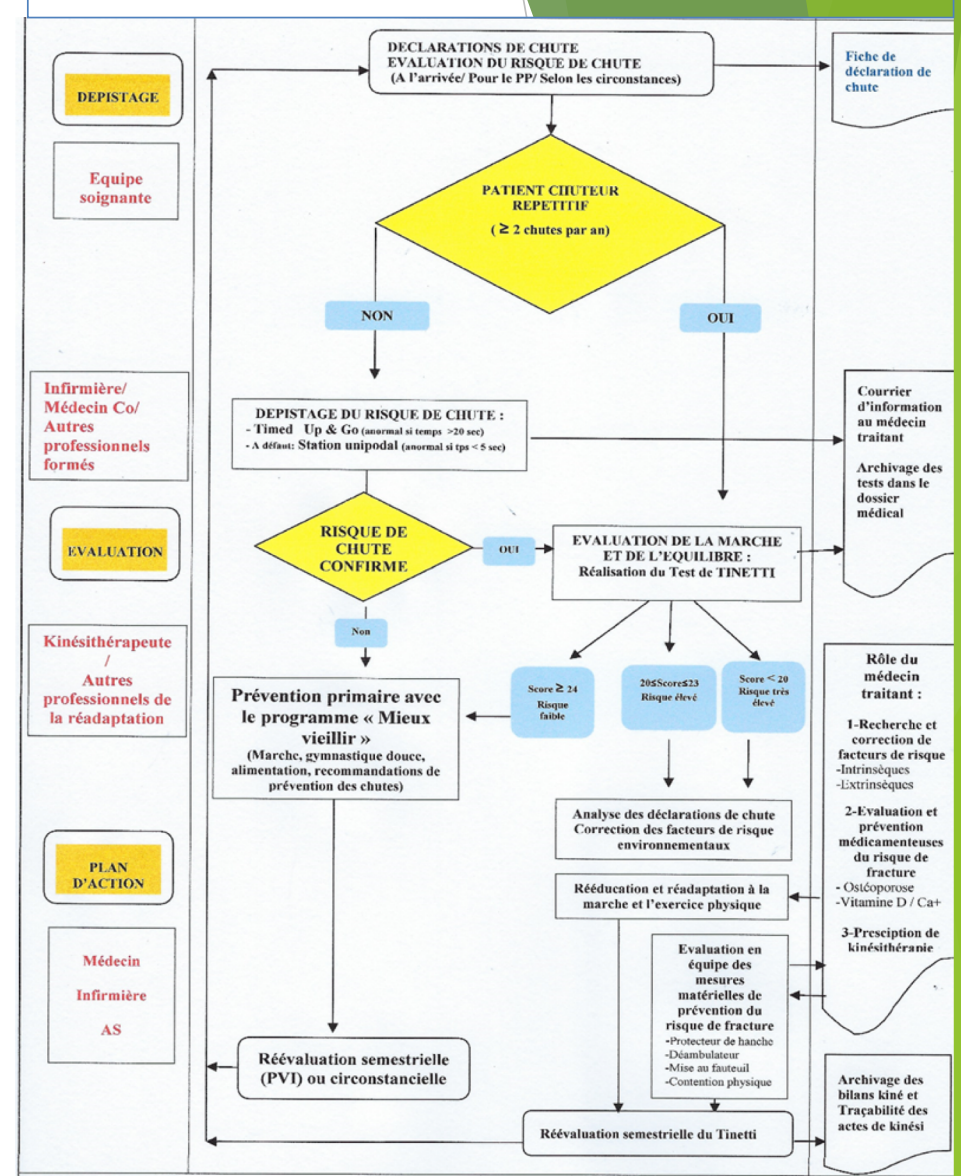 DECLARATIONS DE CHUTE
EVALUATION DU RISQUE DE CHUTE
(A l'arrivée/ Pour le PP/ Selon les circonstances)
Fiche de
déclaration de
chute
DEPISTAGE
Equipe
soignante
PATIENT CHUTEUR
REPETITIF
( ≥ 2 chutes par an)
NON
OUI
Infirmière/
Médecin Co/
Autres
professionnels
formés
DEPISTAGE DU RISQUE DE CHUTE :
- Timed Up & Go (anormal si temps >20 sec)
- A défaut: Station unipodal (anormal si tps < 5 sec)
Courrier
d'information
au médecin
traitant
Archivage des
tests dans le
dossier
médical
EVALUATION
RISQUE DE
CHUTE
CONFIRME
OUI
EVALUATION DE LA MARCHE
ET DE L'EQUILIBRE :
Réalisation du Test de TINETTI
Non
Kinésithérapeute
/
Autres
professionnels de
la réadaptation
Score ≥ 24
Risque
faible
20≤Score≤23
Risque élevé
Score < 20
Risque très
élevé
Prévention primaire avec
le programme « Mieux
vieillir »
(Marche, gymnastique douce,
alimentation, recommandations de
prévention des chutes)
Rôle du
médecin
traitant :
1-Recherche et
correction de
facteurs de risque
-Intrinsèques
-Extrinsèques
2-Evaluation et
prévention
médicamenteuses
du risque de
fracture
- Ostéoporose
-Vitamine D / Ca+
3-Presciption de
kinésithéranie
Analyse des déclarations de chute
Correction des facteurs de risque
environnementaux
PLAN
D'ACTION
Rééducation et réadaptation à la
marche et l'exercice physique
Médecin
Infirmière
AS
Evaluation en
équipe des
mesures
matérielles de
prévention du
risque de fracture
-Protecteur de hanche
-Déambulateur
-Mise au fauteuil
-Contention physique
Réévaluation semestrielle
(PVI) ou circonstancielle
Archivage des
bilans kiné et
Traçabilité des
actes de kinési
Réévaluation semestrielle du Tinetti